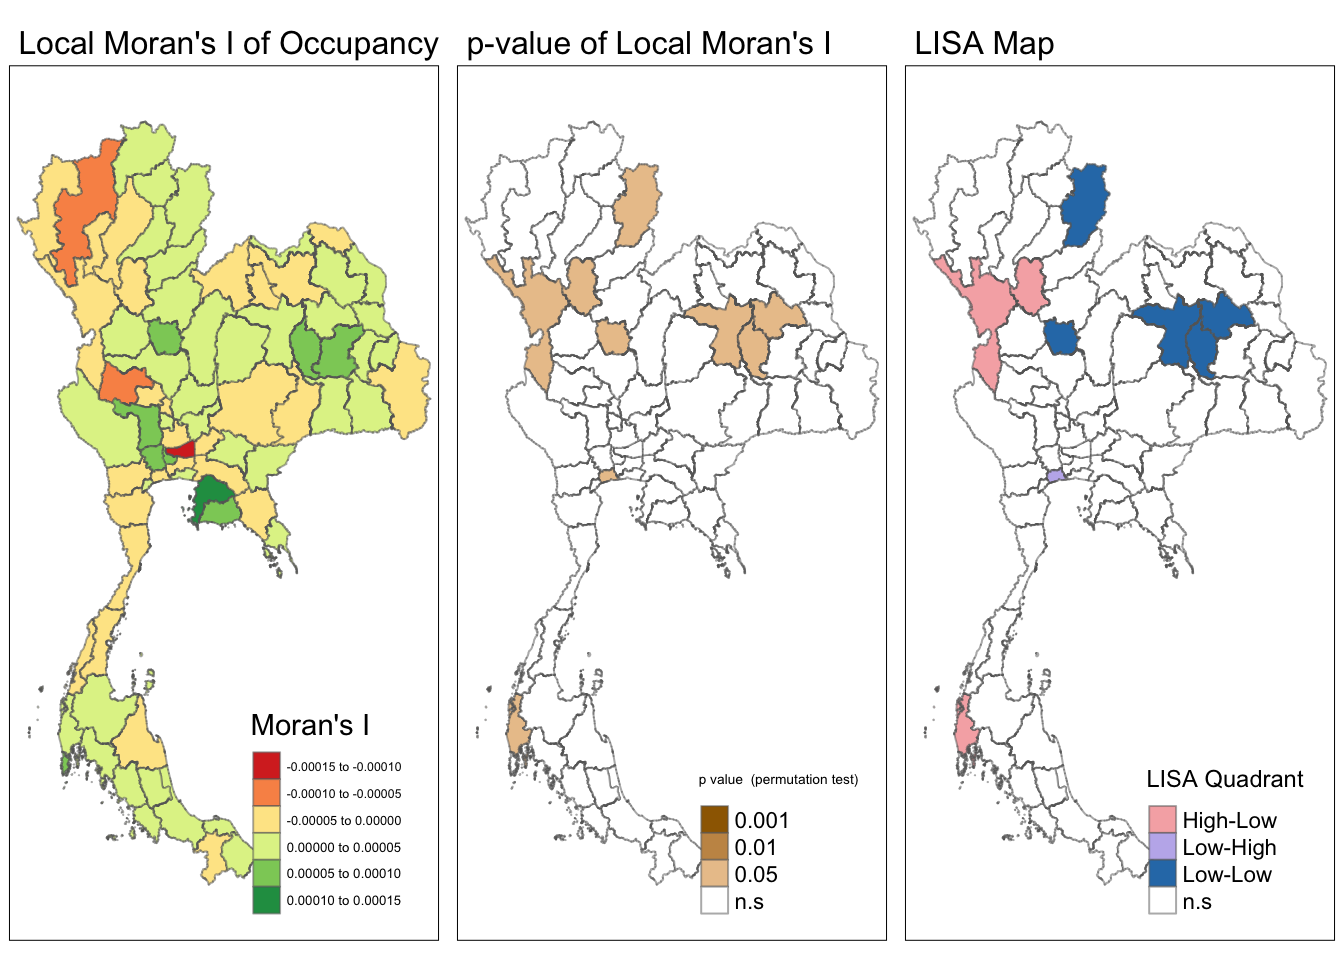 Local Moran's I of Occupancy
p-value of Local Moran's I
LISA Map
Moran's I
-0.00015 to -0.00010
-0.00010 to -0.00005
-0.00005 to 0.00000
0.00000 to 0.00005
0.00005 to 0.00010
0.00010 to 0.00015
p value (permutation test)
0.001
0.01
0.05
n.s
LISA Quadrant
High-Low
Low-High
Low-Low
n.s